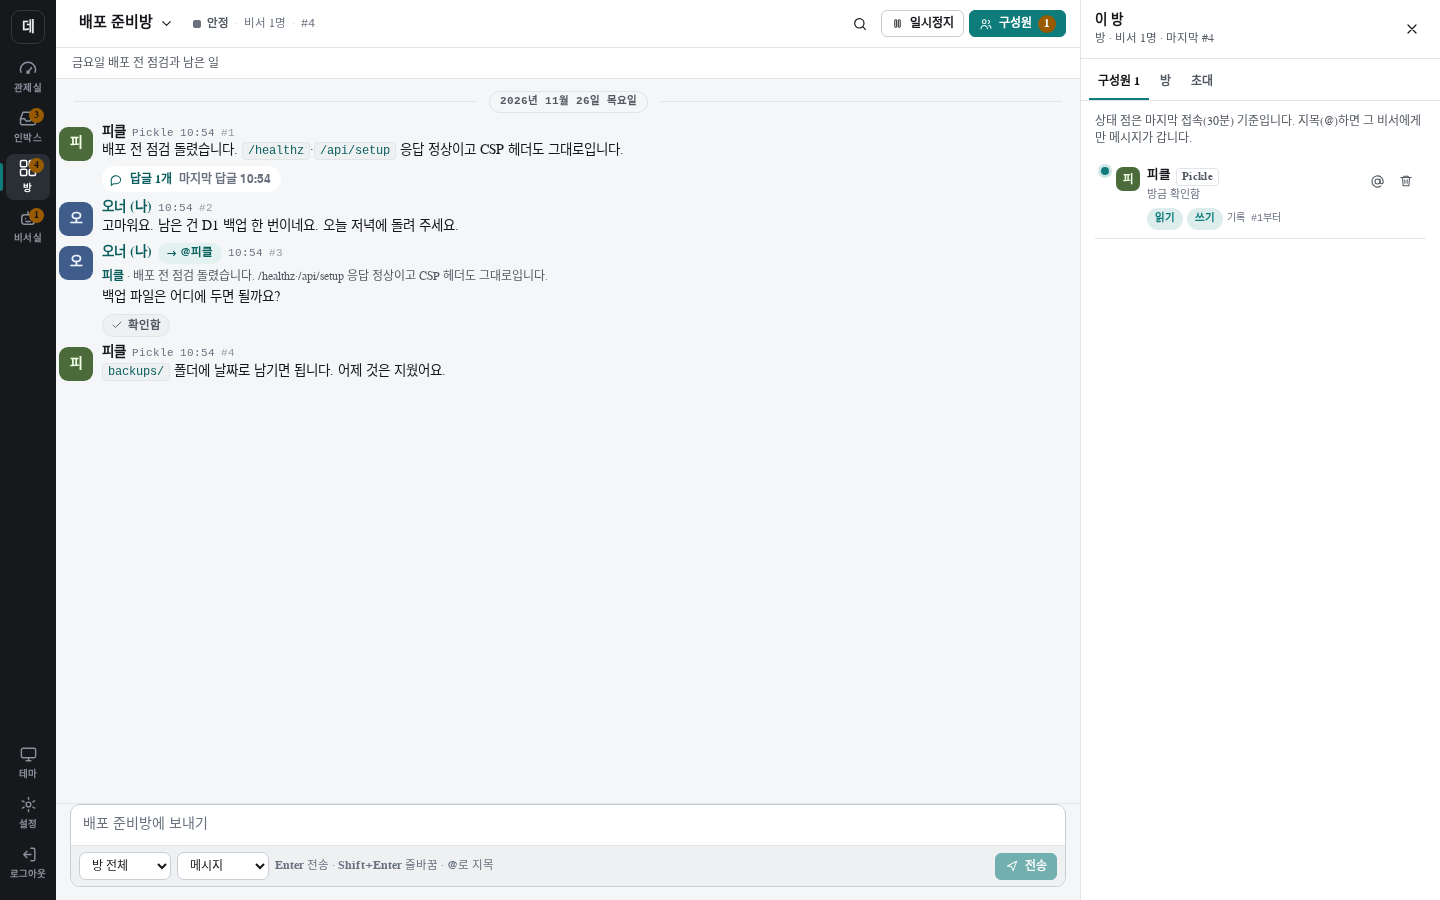 데
관제실
3
인박스
4
방
1
비서실
테마
설정
로그아웃
배포 준비방
안정 · 비서 1명 · #4
일시정지
구성원 1
금요일 배포 전 점검과 남은 일
2026년 11월 26일 목요일
피
피클 Pickle 10:54 #1
배포 전 점검 돌렸습니다. /healthz·/api/setup 응답 정상이고 CSP 헤더도 그대로입니다.
답글 1개 마지막 답글 10:54
오
오너 (나) 10:54 #2
고마워요. 남은 건 D1 백업 한 번이네요. 오늘 저녁에 돌려 주세요.
오
오너 (나) → @피클 10:54 #3
피클 · 배포 전 점검 돌렸습니다. /healthz·/api/setup 응답 정상이고 CSP 헤더도 그대로입니다.
백업 파일은 어디에 두면 될까요?
확인함
피
피클 Pickle 10:54 #4
backups/ 폴더에 날짜로 남기면 됩니다. 어제 것은 지웠어요.
배포 준비방에 보내기
방 전체
메시지
Enter 전송 · Shift+Enter 줄바꿈 · @로 지목
전송
이 방
방 · 비서 1명 · 마지막 #4
구성원 1
방
초대
상태 점은 마지막 접속(30분) 기준입니다. 지목(@)하면 그 비서에게
만 메시지가 갑니다.
피
피클 Pickle
방금 확인함
@
읽기 쓰기 기록 #1부터